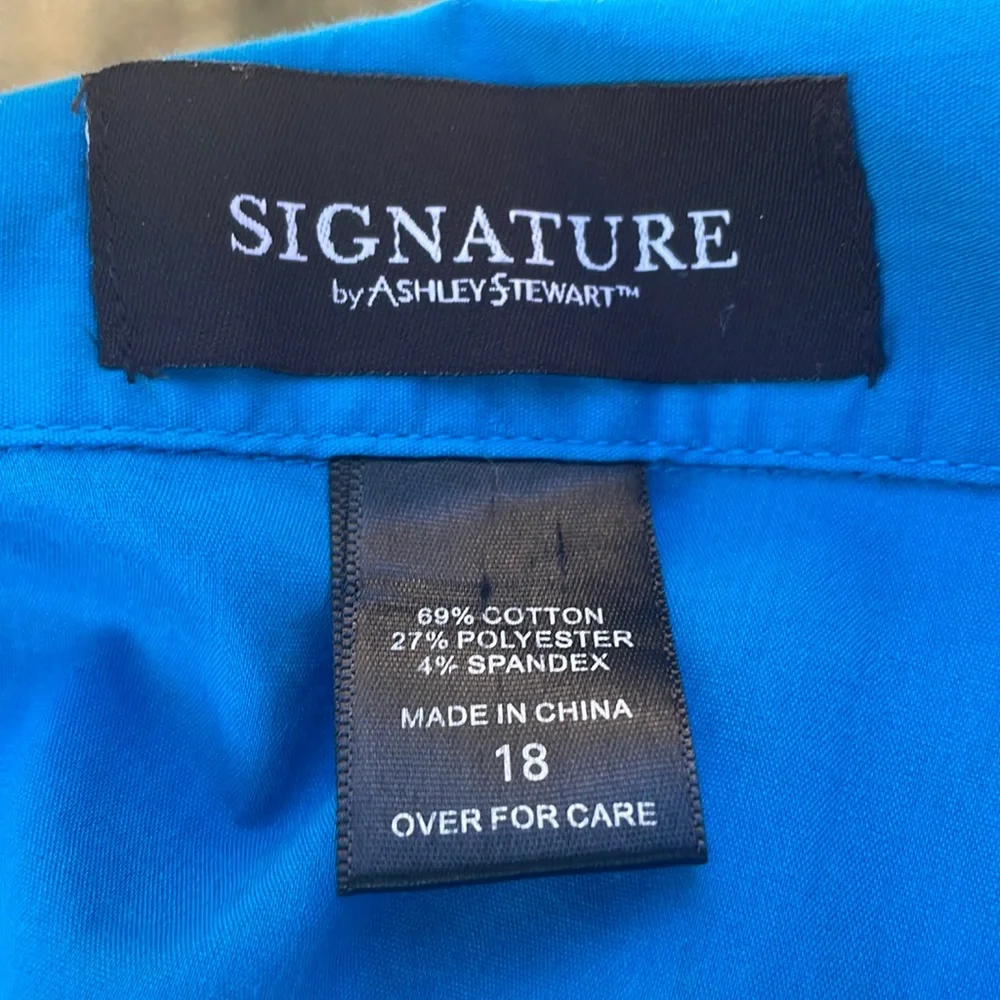 SIGNATURE
by ASHLEY STEWART™
69% COTTON
27% POLYESTER
4% SPANDEX
MADE IN CHINA
18
OVER FOR CARE